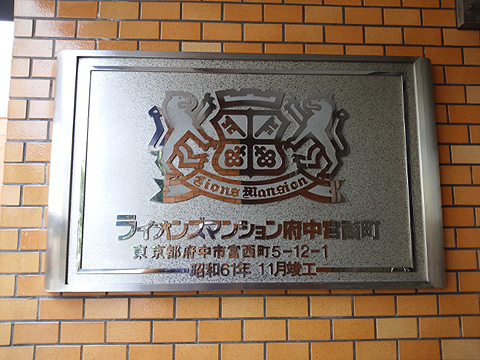 Lions Mansion
ライオンズマンション府中宮西町
東京都府中市宮西町5-12-1
昭和61年 11月竣工